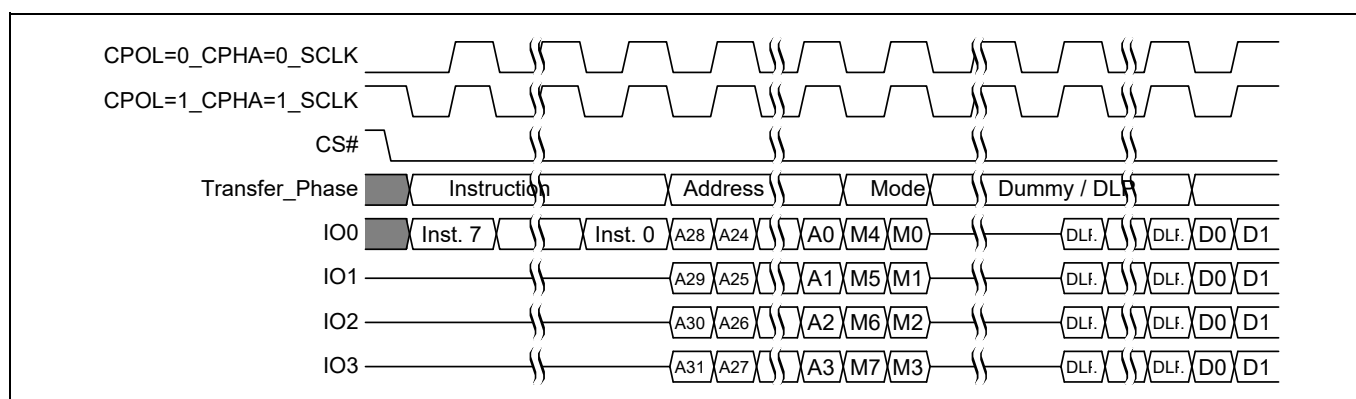 CPOL=0_CPHA=0_SCLK
CPOL=1_CPHA=1_SCLK
CS#
Transfer_Phase Instruction Address Mode Dummy / DLP
IO0 Inst. 7 Inst. 0 A28 A24 A0 M4 M0 DLP. DLP. D0 D1
IO1 A29 A25 A1 M5 M1 DLP. DLP. D0 D1
IO2 A30 A26 A2 M6 M2 DLP. DLP. D0 D1
IO3 A31 A27 A3 M7 M3 DLP. DLP. D0 D1